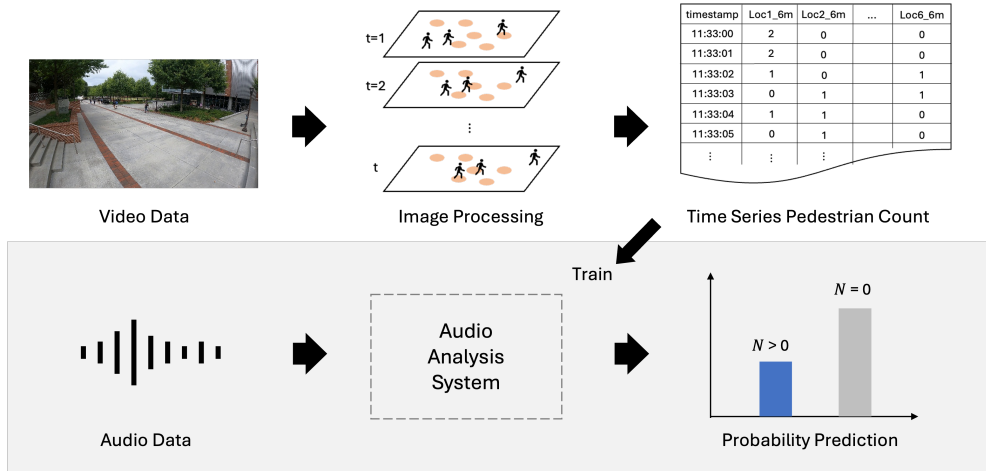 t=1
t=2
⋮
t
timestamp Loc1_6m Loc2_6m ... Loc6_6m
11:33:00 2 0 0
11:33:01 2 0 0
11:33:02 1 0 1
11:33:03 0 1 1
11:33:04 1 1 0
11:33:05 0 1 0
⋮ ⋮ ⋮ ⋮
Video Data
Image Processing
Time Series Pedestrian Count
Train
Audio
Analysis
System
N > 0
N = 0
Audio Data
Probability Prediction